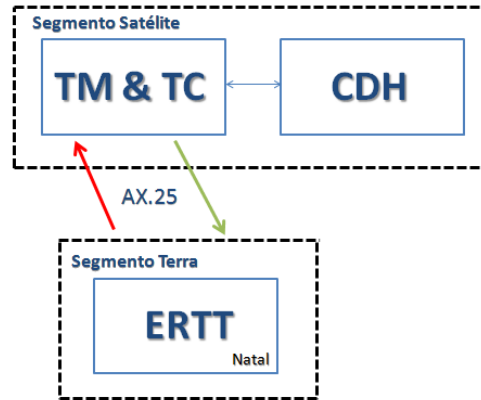 Segmento Satélite
TM & TC
CDH
AX.25
Segmento Terra
ERTT
Natal